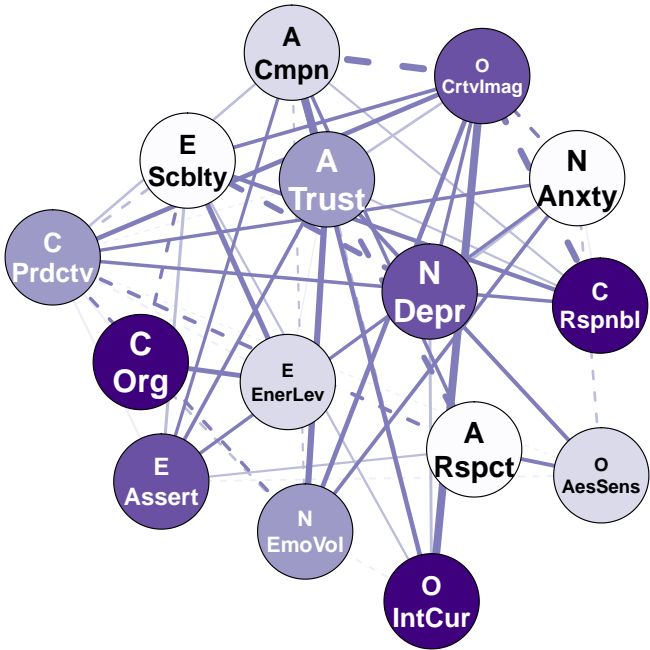 A
Cmpn
O
CrtvImag
E
Scblty
A
Trust
N
Anxty
C
Prdctv
N
Depr
C
Rspnbl
C
Org
E
EnerLev
A
Rspct
E
Assert
O
AesSens
N
EmoVol
O
IntCur